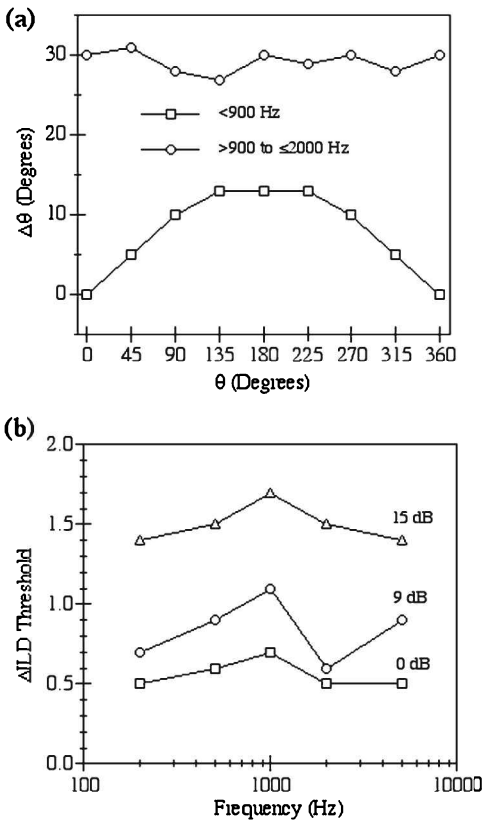 (a)
30
20
10
0
Δθ (Degrees)
<900 Hz
>900 to ≤2000 Hz
0 45 90 135 180 225 270 315 360
θ (Degrees)
(b)
2.0
1.5
1.0
0.5
0.0
ΔILD Threshold
15 dB
9 dB
0 dB
100 1000 10000
Frequency (Hz)